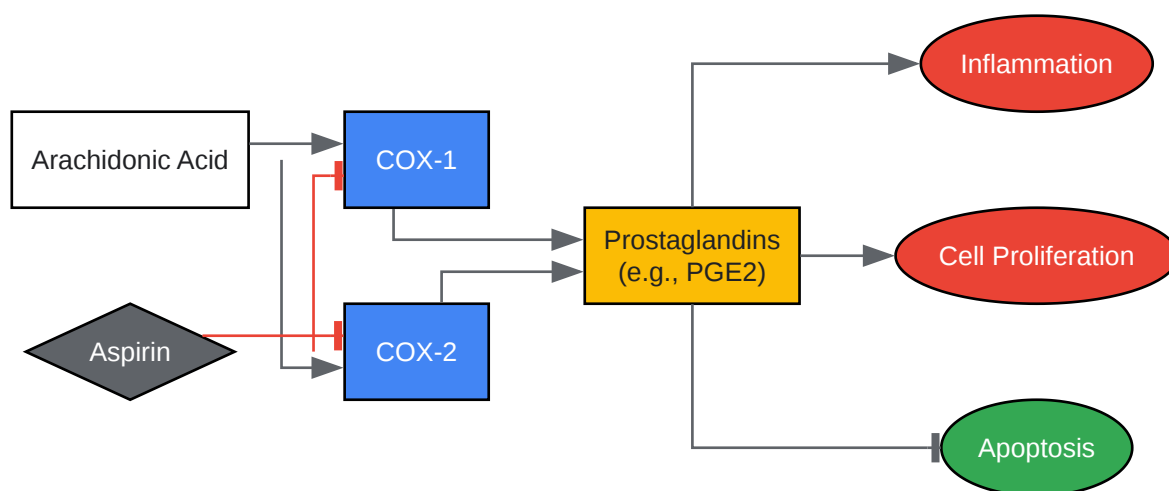 Inflammation
Arachidonic Acid
COX-1
Prostaglandins
(e.g., PGE2)
Cell Proliferation
Aspirin
COX-2
Apoptosis